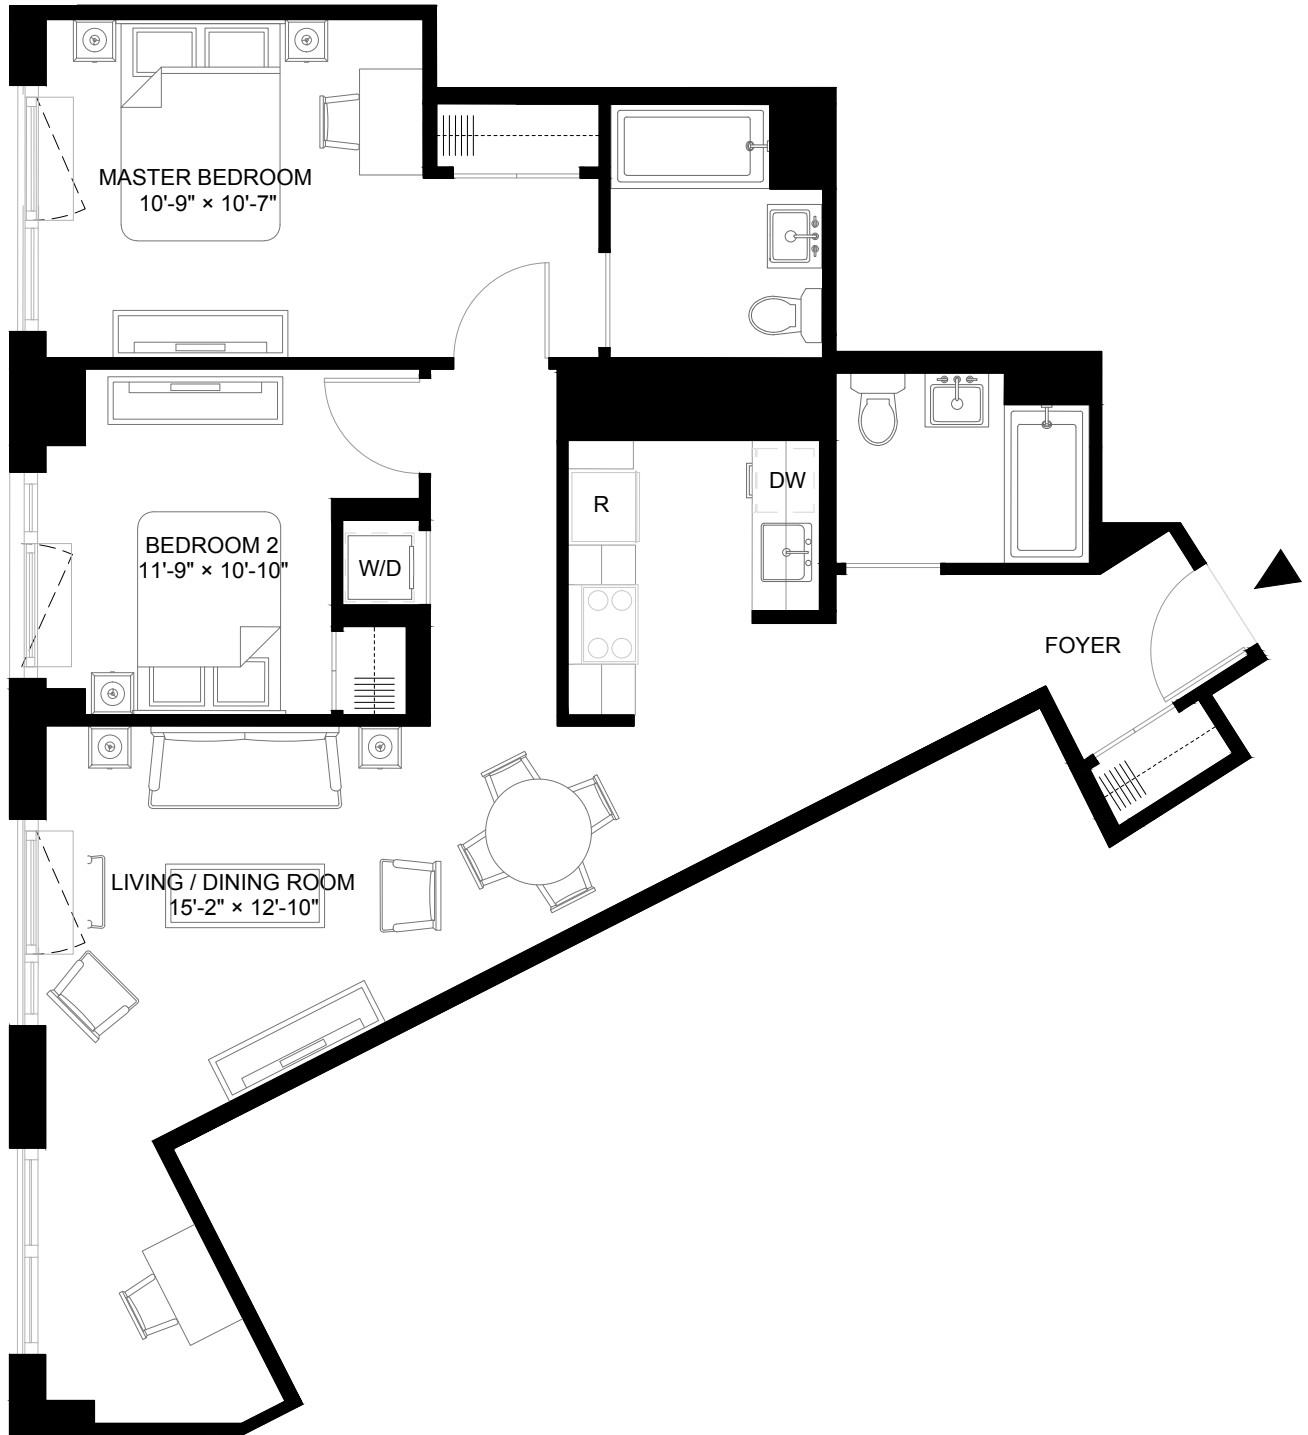 MASTER BEDROOM
10'-9" × 10'-7"
R
DW
BEDROOM 2
11'-9" × 10'-10"
W/D
FOYER
LIVING / DINING ROOM
15'-2" × 12'-10"